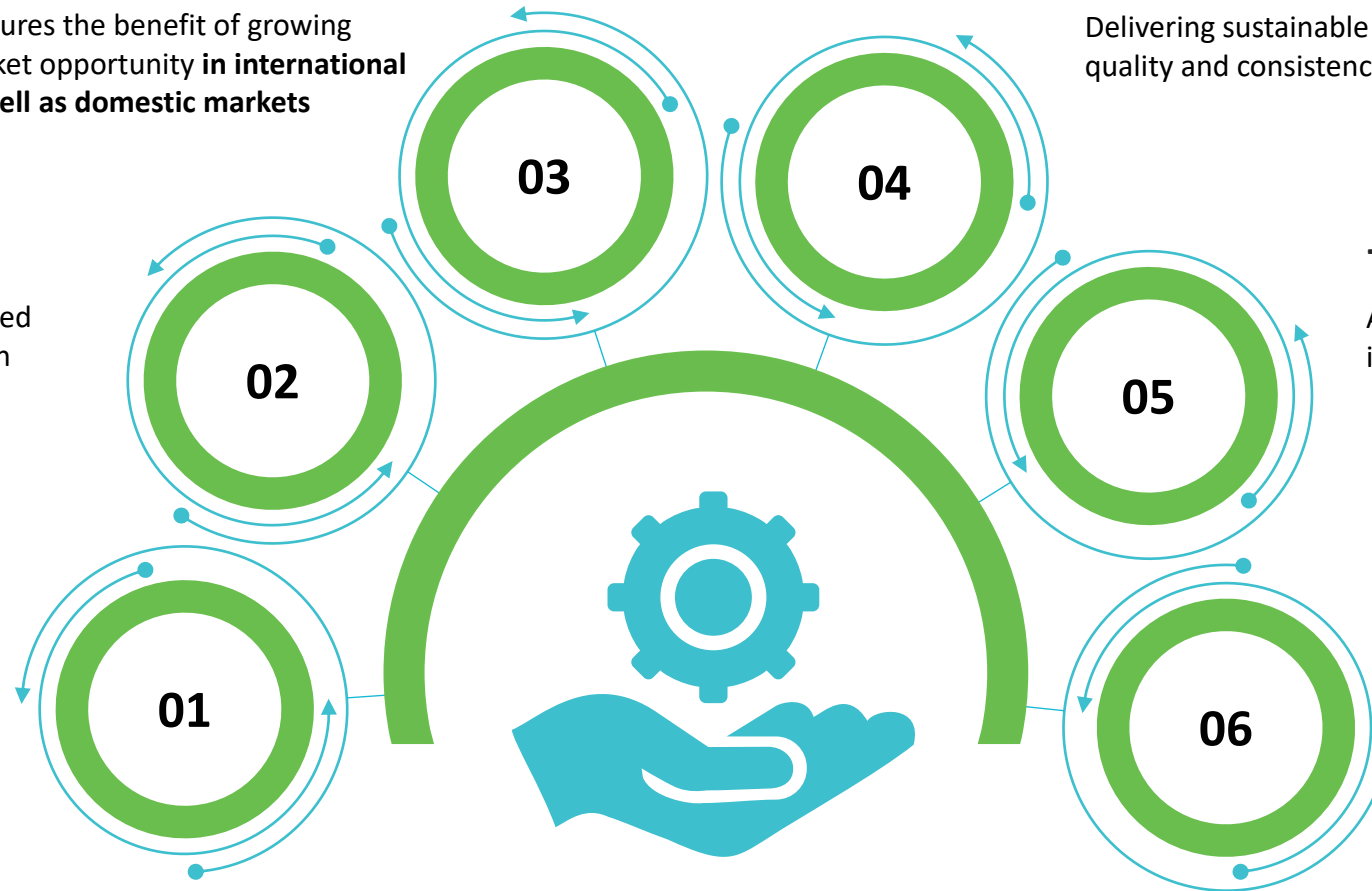 ures the benefit of growing
ket opportunity in international
ell as domestic markets
Delivering sustainable
quality and consistenc
03
04
ed
n
A
i
02
05
01
06